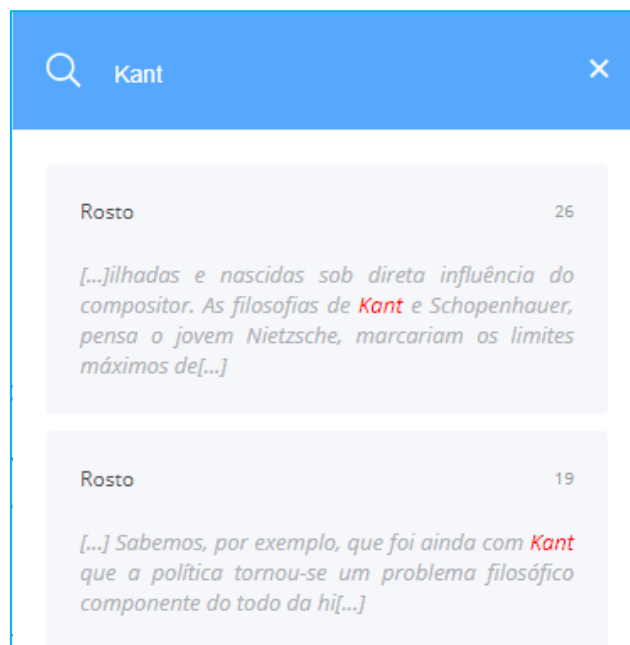 Kant
Rosto 26
[...]ilhadas e nascidas sob direta influência do
compositor. As filosofias de Kant e Schopenhauer,
pensa o jovem Nietzsche, marcariam os limites
máximos de[...]
Rosto 19
[...] Sabemos, por exemplo, que foi ainda com Kant
que a política tornou-se um problema filosófico
componente do todo da hi[...]